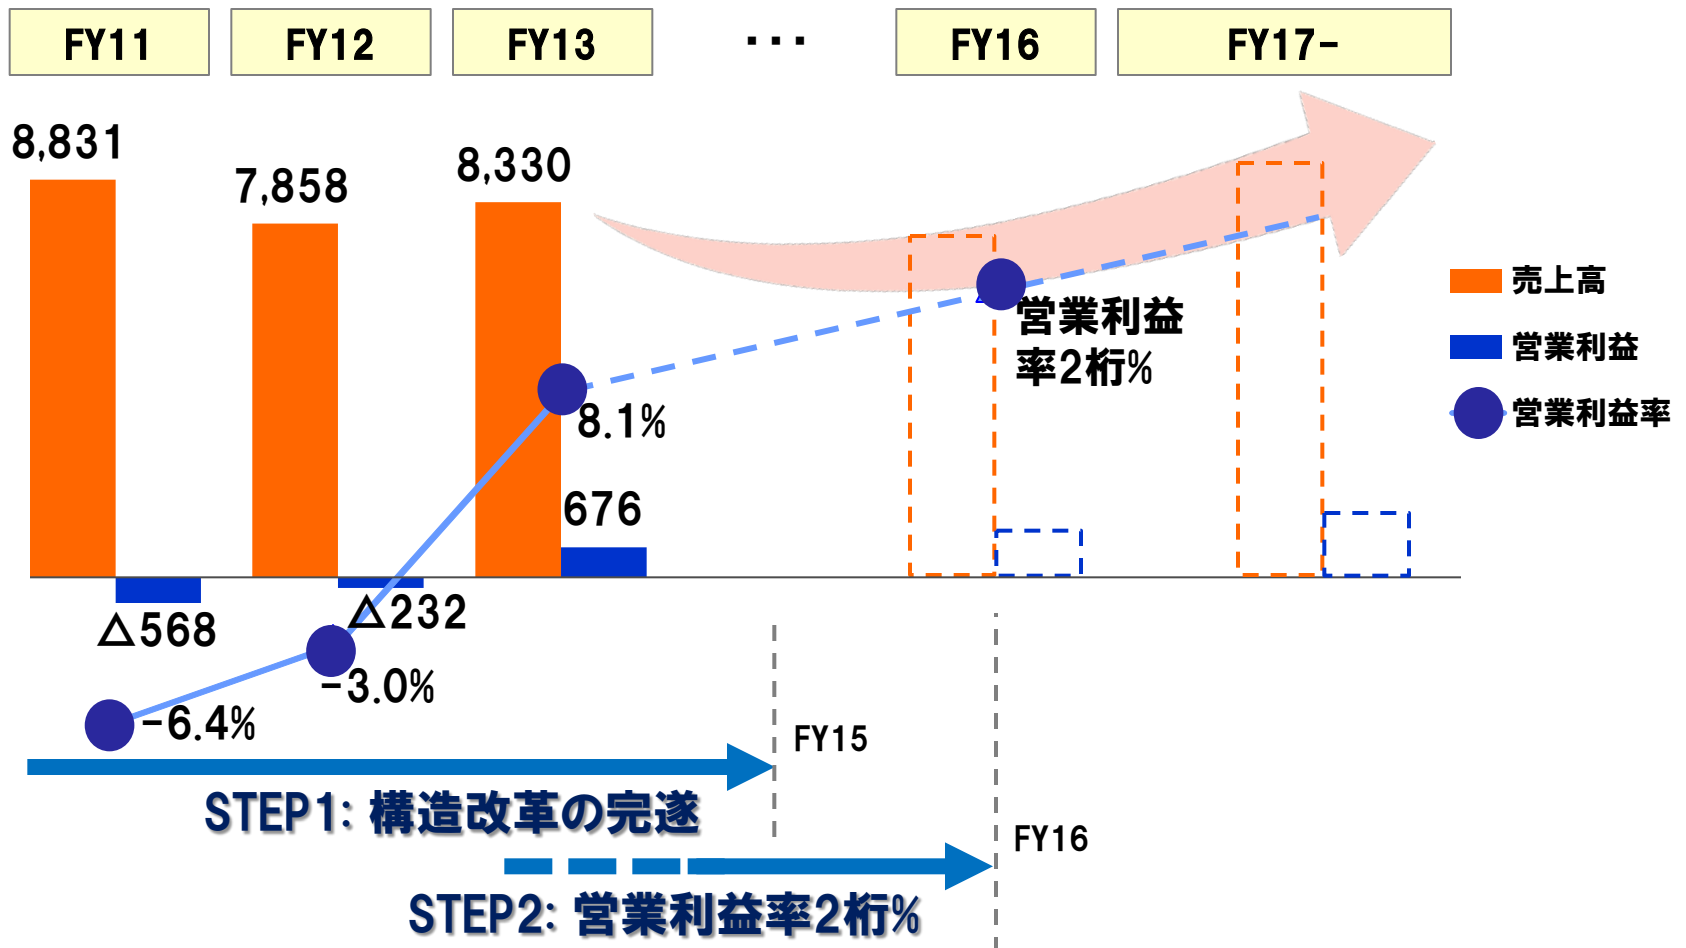 FY11
FY12
FY13
･･･
FY16
FY17-
8,831
7,858
8,330
売上高
営業利益
営業利益率
営業利益
率2桁%
8.1%
676
△568
△232
-3.0%
-6.4%
FY15
STEP1: 構造改革の完遂
FY16
STEP2: 営業利益率2桁%